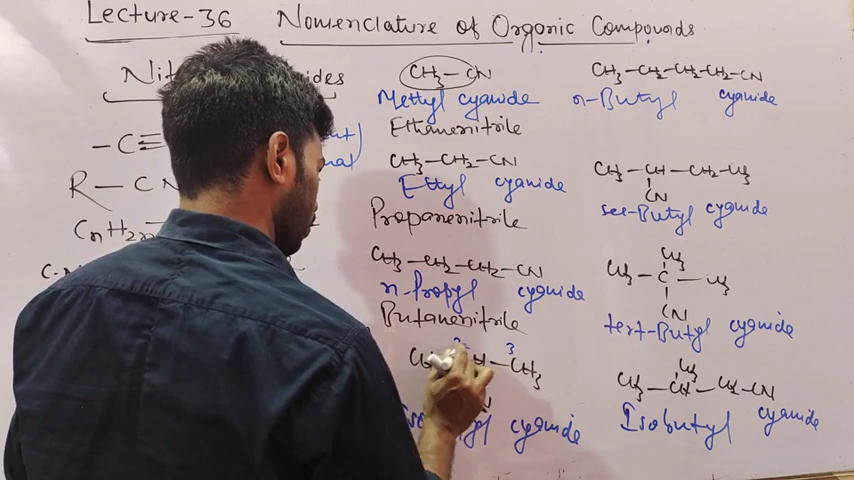 Lecture-36 Nomenclature of Organic Compounds
Nit
ides
-C≡
R-CN
CnH2n
CH3-CN
Methyl cyanide
Ethanenitrile
CH3-CH2-CN
Ethyl cyanide
Propanenitrile
CH3-CH2-CH2-CN
n-Propyl cyanide
Butanenitrile
3
-CH3
cyanide
CH3-CH2-CH2-CH2-CN
n-Butyl cyanide
CH3-CH-CH2-CH3
CN
sec-Butyl cyanide
CH3
CH3-C-CH3
CN
tert-Butyl cyanide
CH3
CH3-CH-CH2-CN
Isobutyl cyanide